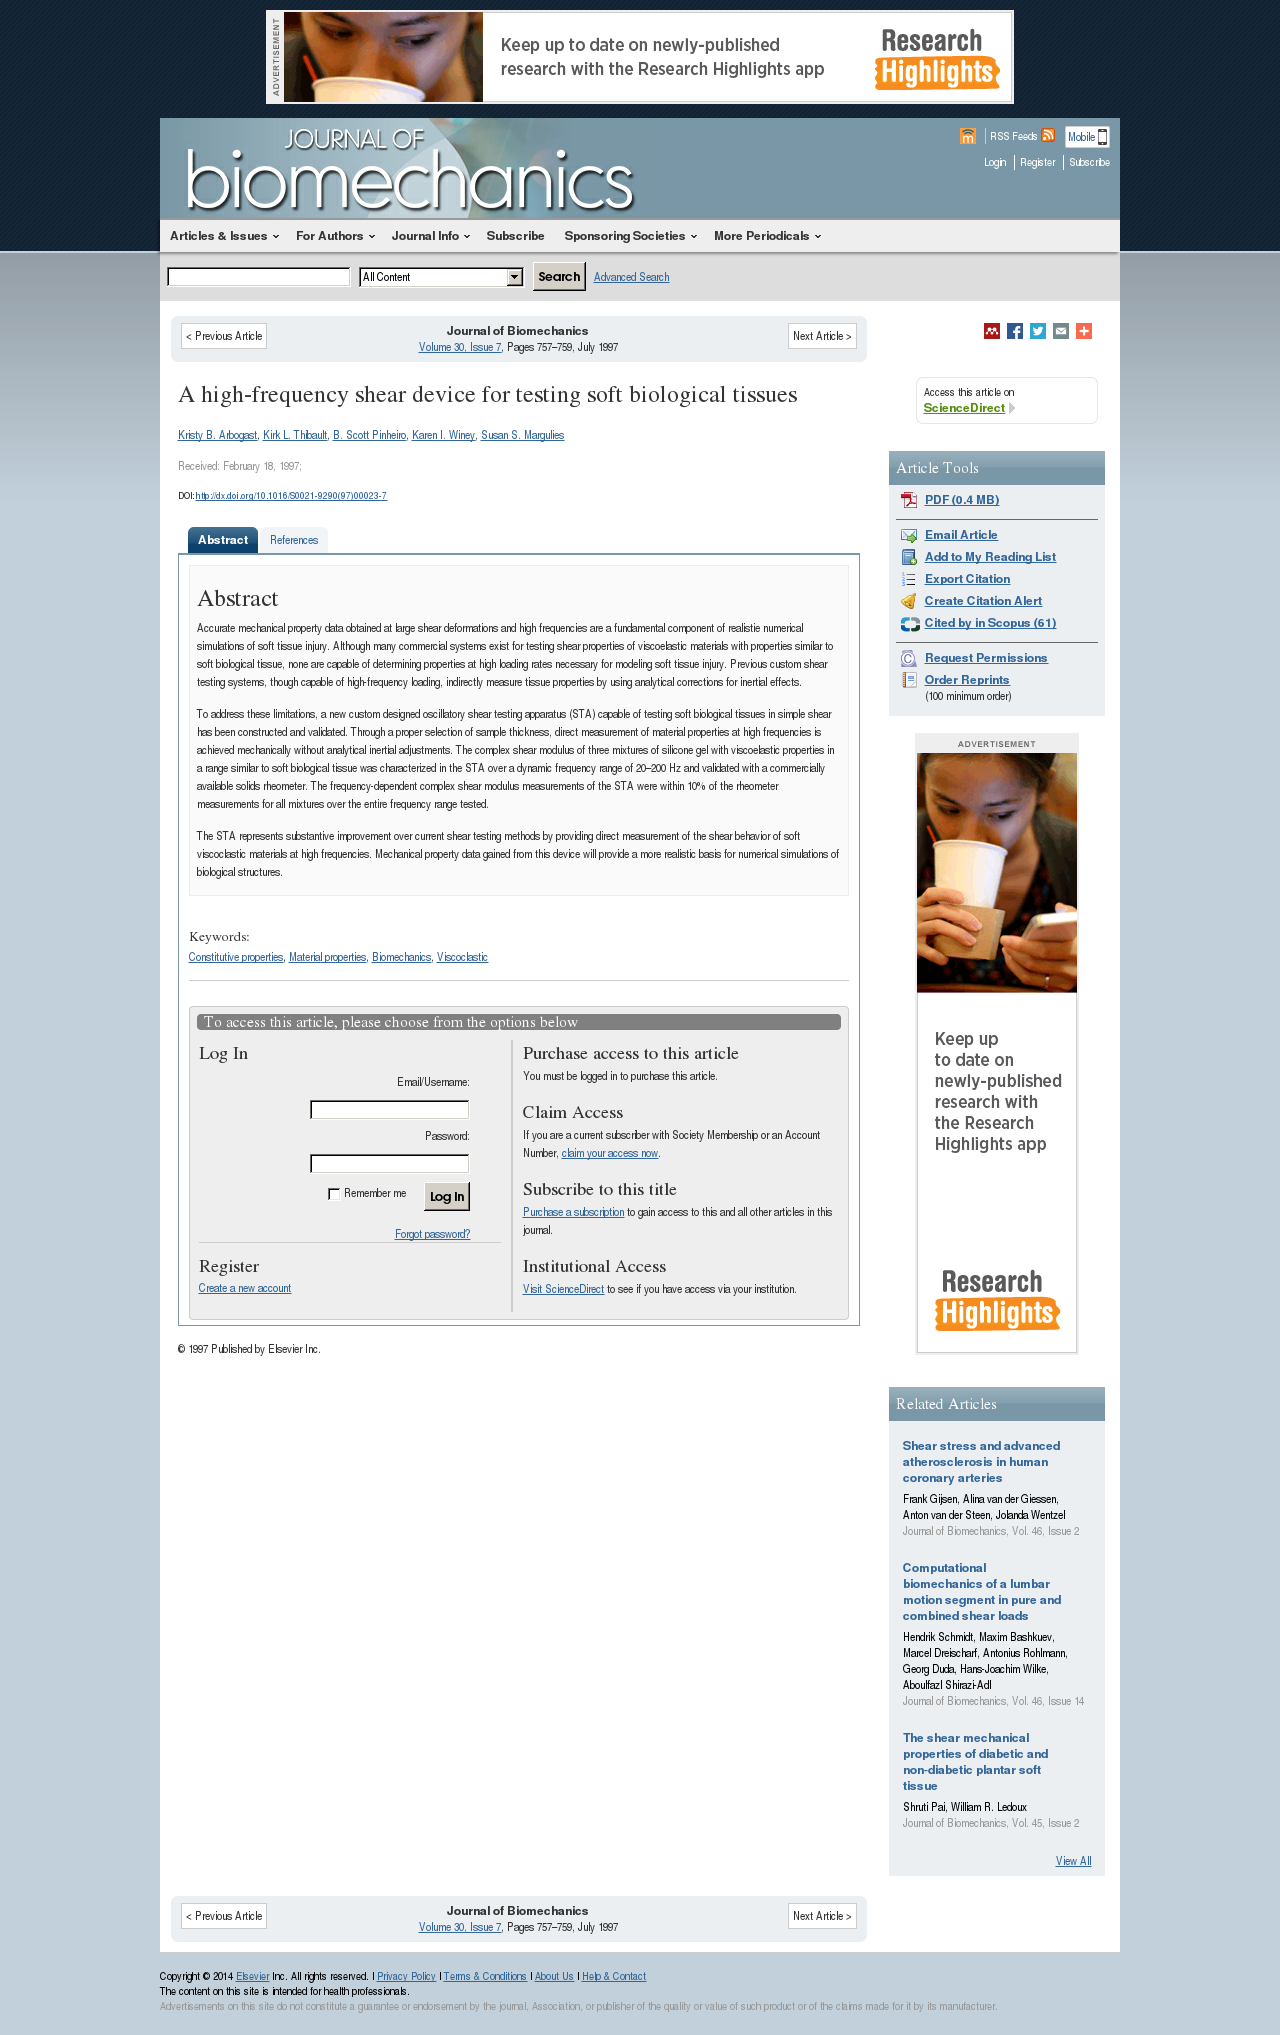 ADVERTISEMENT
Keep up to date on newly-published
research with the Research Highlights app
Research
Highlights
JOURNAL OF
biomechanics
RSS Feeds
Mobile
Login
Register
Subscribe
Articles & Issues
For Authors
Journal Info
Subscribe
Sponsoring Societies
More Periodicals
All Content
Search
Advanced Search
< Previous Article
Journal of Biomechanics
Volume 30, Issue 7, Pages 757–759, July 1997
Next Article >
A high-frequency shear device for testing soft biological tissues
Kristy B. Arbogast, Kirk L. Thibault, B. Scott Pinheiro, Karen I. Winey, Susan S. Margulies
Received: February 18, 1997;
DOI: http://dx.doi.org/10.1016/S0021-9290(97)00023-7
Abstract
References
Abstract
Accurate mechanical property data obtained at large shear deformations and high frequencies are a fundamental component of realistie numerical
simulations of soft tissue injury. Although many commercial systems exist for testing shear properties of viscoelastic materials with properties similar to
soft biological tissue, none are capable of determining properties at high loading rates necessary for modeling soft tissue injury. Previous custom shear
testing systems, though capable of high-frequency loading, indirectly measure tissue properties by using analytical corrections for inertial effects.
To address these limitations, a new custom designed oscillatory shear testing apparatus (STA) capable of testing soft biological tissues in simple shear
has been constructed and validated. Through a proper selection of sample thickness, direct measurement of material properties at high frequencies is
achieved mechanically without analytical inertial adjustments. The complex shear modulus of three mixtures of silicone gel with viscoelastic properties in
a range similar to soft biological tissue was characterized in the STA over a dynamic frequency range of 20–200 Hz and validated with a commercially
available solids rheometer. The frequency-dependent complex shear modulus measurements of the STA were within 10% of the rheometer
measurements for all mixtures over the entire frequency range tested.
The STA represents substantive improvement over current shear testing methods by providing direct measurement of the shear behavior of soft
viscoclastic materials at high frequencies. Mechanical property data gained from this device will provide a more realistic basis for numerical simulations of
biological structures.
Keywords:
Constitutive properties, Material properties, Biomechanics, Viscoclastic
To access this article, please choose from the options below
Log In
Email/Username:
Password:
Remember me
Log In
Forgot password?
Register
Create a new account
Purchase access to this article
You must be logged in to purchase this article.
Claim Access
If you are a current subscriber with Society Membership or an Account
Number, claim your access now.
Subscribe to this title
Purchase a subscription to gain access to this and all other articles in this
journal.
Institutional Access
Visit ScienceDirect to see if you have access via your institution.
© 1997 Published by Elsevier Inc.
Access this article on
ScienceDirect
Article Tools
PDF (0.4 MB)
Email Article
Add to My Reading List
Export Citation
Create Citation Alert
Cited by in Scopus (61)
Request Permissions
Order Reprints
(100 minimum order)
ADVERTISEMENT
Keep up
to date on
newly-published
research with
the Research
Highlights app
Research
Highlights
Related Articles
Shear stress and advanced
atherosclerosis in human
coronary arteries
Frank Gijsen, Alina van der Giessen,
Anton van der Steen, Jolanda Wentzel
Journal of Biomechanics, Vol. 46, Issue 2
Computational
biomechanics of a lumbar
motion segment in pure and
combined shear loads
Hendrik Schmidt, Maxim Bashkuev,
Marcel Dreischarf, Antonius Rohlmann,
Georg Duda, Hans-Joachim Wilke,
Aboulfazl Shirazi-Adl
Journal of Biomechanics, Vol. 46, Issue 14
The shear mechanical
properties of diabetic and
non-diabetic plantar soft
tissue
Shruti Pai, William R. Ledoux
Journal of Biomechanics, Vol. 45, Issue 2
View All
< Previous Article
Journal of Biomechanics
Volume 30, Issue 7, Pages 757–759, July 1997
Next Article >
Copyright © 2014 Elsevier Inc. All rights reserved. | Privacy Policy | Terms & Conditions | About Us | Help & Contact
The content on this site is intended for health professionals.
Advertisements on this site do not constitute a guarantee or endorsement by the journal, Association, or publisher of the quality or value of such product or of the claims made for it by its manufacturer.